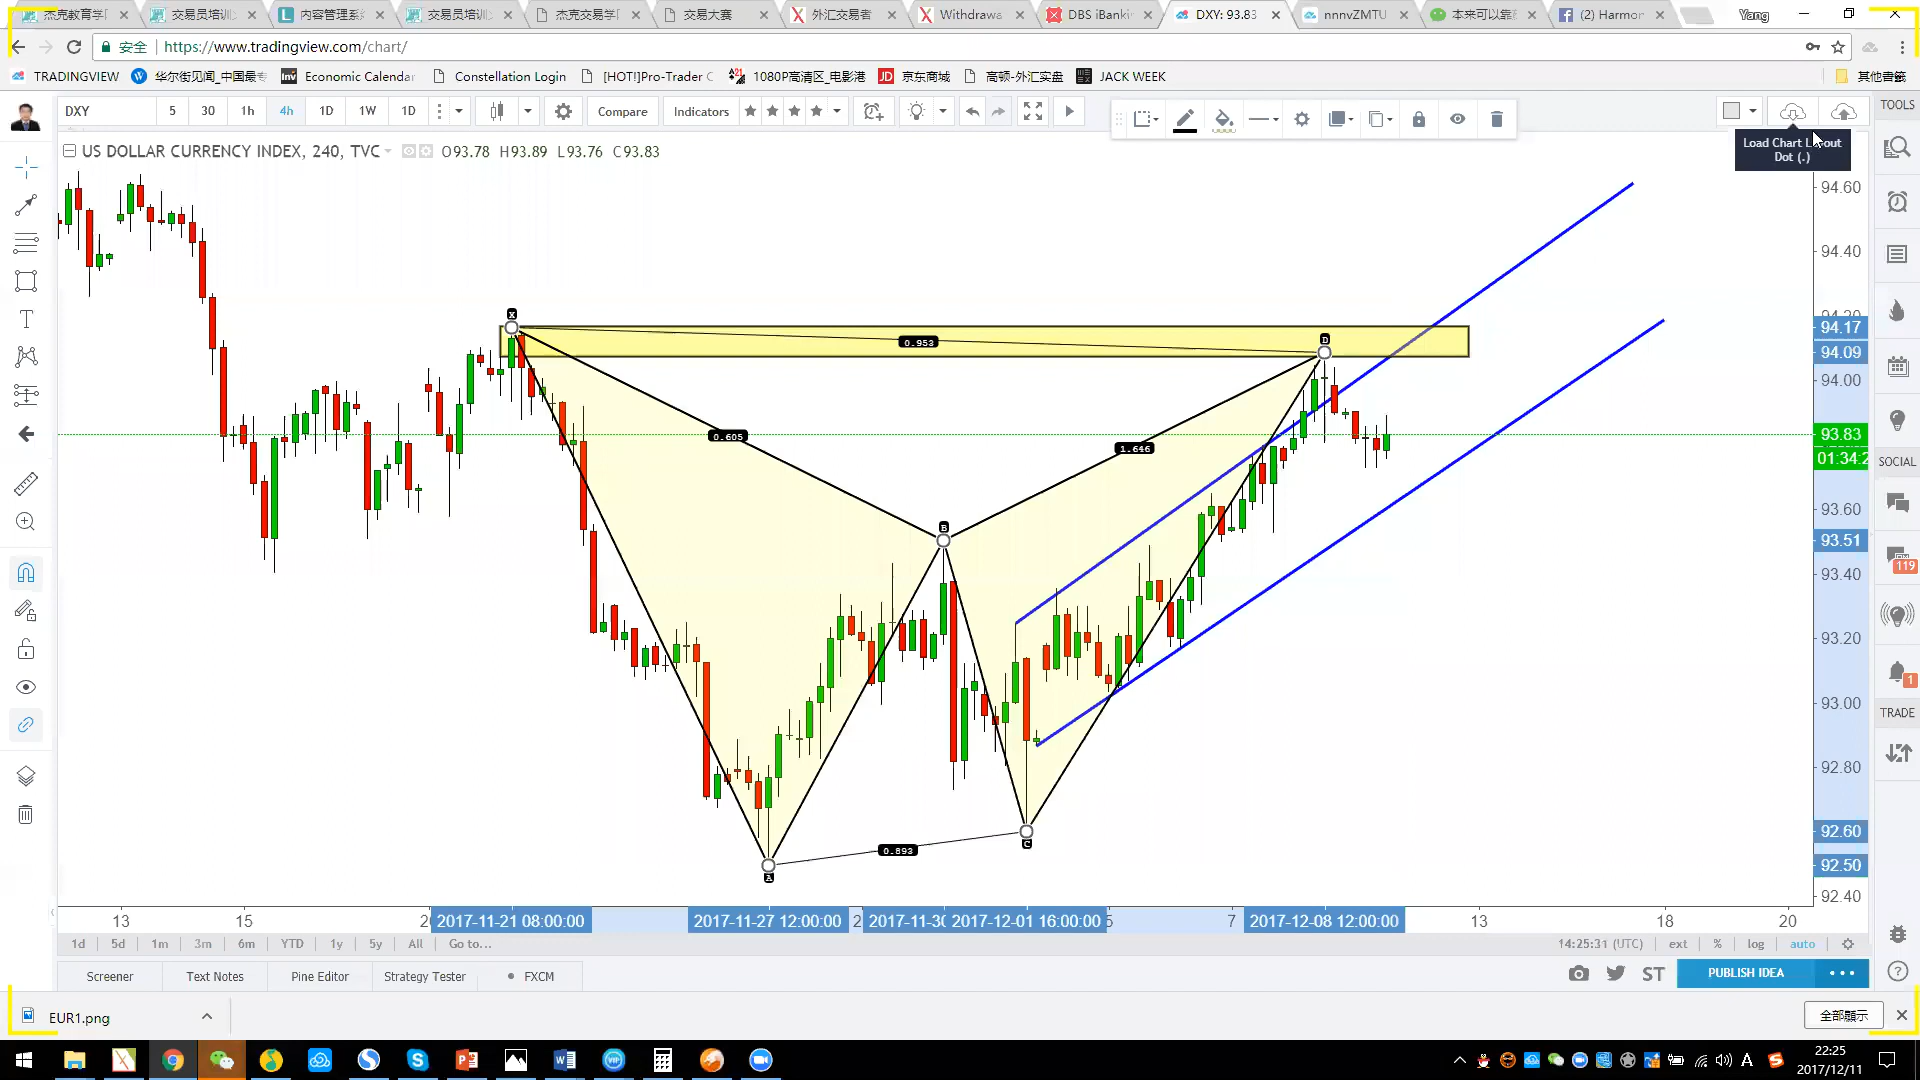 杰克教育学
交易员培训
内容管理系
交易员培训
杰克交易学
交易大赛
外汇交易者
Withdrawa
DBS iBanki
DXY: 93.83
nnnvZMTU
本来可以靠
(2) Harmon
Yang
安全 https://www.tradingview.com/chart/
TRADINGVIEW
华尔街见闻_中国最
Economic Calendar
Constellation Login
[HOT!]Pro-Trader C
1080P高清区_电影港
京东商城
高顿-外汇实盘
JACK WEEK
其他書籤
DXY 5 30 1h 4h 1D 1W 1D Compare Indicators
TOOLS
Load Chart Layout
Dot (.)
US DOLLAR CURRENCY INDEX, 240, TVC O93.78 H93.89 L93.76 C93.83
94.60
94.40
94.20
94.17
94.09
94.00
93.83
01:34:2
93.60
93.51
93.40
93.20
93.00
92.80
92.60
92.50
92.40
X
0.953
D
0.605
1.646
B
0.893
C
A
SOCIAL
119
1
TRADE
13 15 2 2017-11-21 08:00:00 2017-11-27 12:00:00 2 2017-11-30 2017-12-01 16:00:00 5 7 2017-12-08 12:00:00 13 18 20
1d 5d 1m 3m 6m YTD 1y 5y All Go to... 14:25:31 (UTC) ext % log auto
Screener Text Notes Pine Editor Strategy Tester FXCM ST PUBLISH IDEA
EUR1.png
全部顯示
22:25
2017/12/11